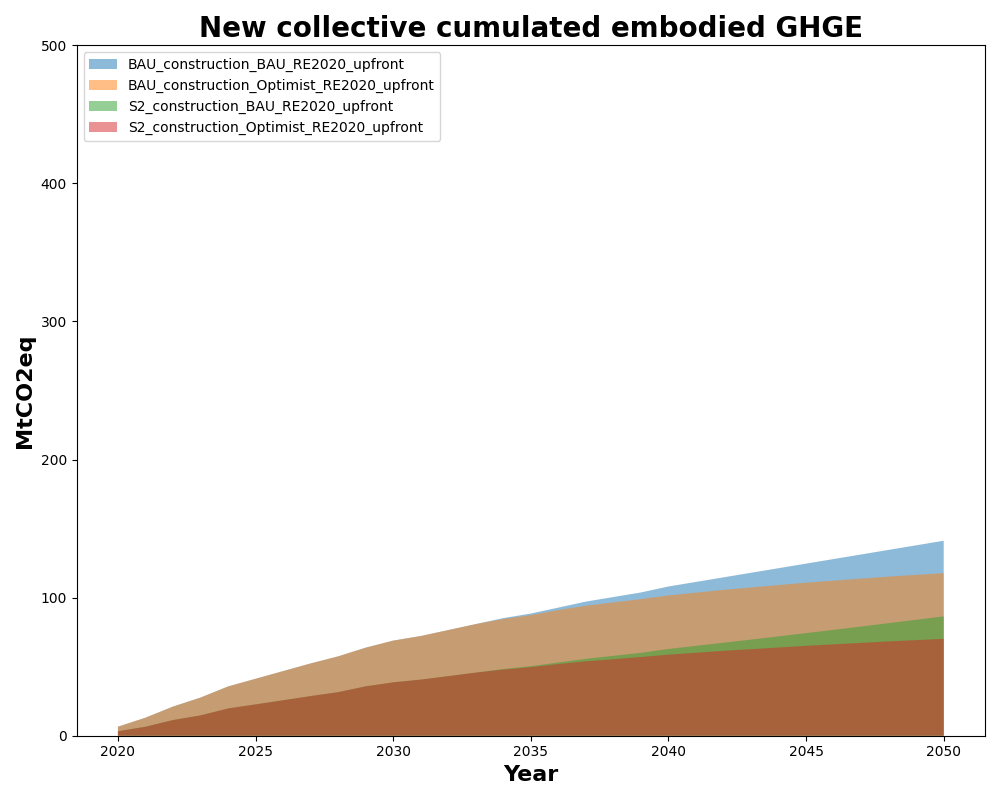 New collective cumulated embodied GHGE
500
BAU_construction_BAU_RE2020_upfront
BAU_construction_Optimist_RE2020_upfront
S2_construction_BAU_RE2020_upfront
S2_construction_Optimist_RE2020_upfront
400
300
MtCO2eq
200
100
0
2020 2025 2030 2035 2040 2045 2050
Year